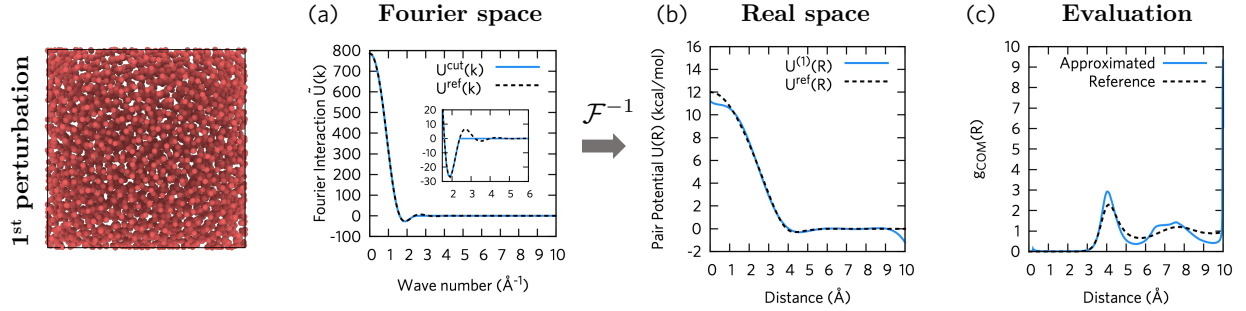 1st perturbation
(a) Fourier space
Fourier Interaction Ũ(k)
800
700
600
500
400
300
200
100
0
-100
Ucut(k)
Uref(k)
20
10
0
-10
-20
-30
2 3 4 5 6
0 1 2 3 4 5 6 7 8 9 10
Wave number (Å-1)
F−1
(b) Real space
Pair Potential U(R) (kcal/mol)
16
14
12
10
8
6
4
2
0
-2
U(1)(R)
Uref(R)
0 1 2 3 4 5 6 7 8 9 10
Distance (Å)
(c) Evaluation
gCOM(R)
10
9
8
7
6
5
4
3
2
1
0
Approximated
Reference
0 1 2 3 4 5 6 7 8 9 10
Distance (Å)